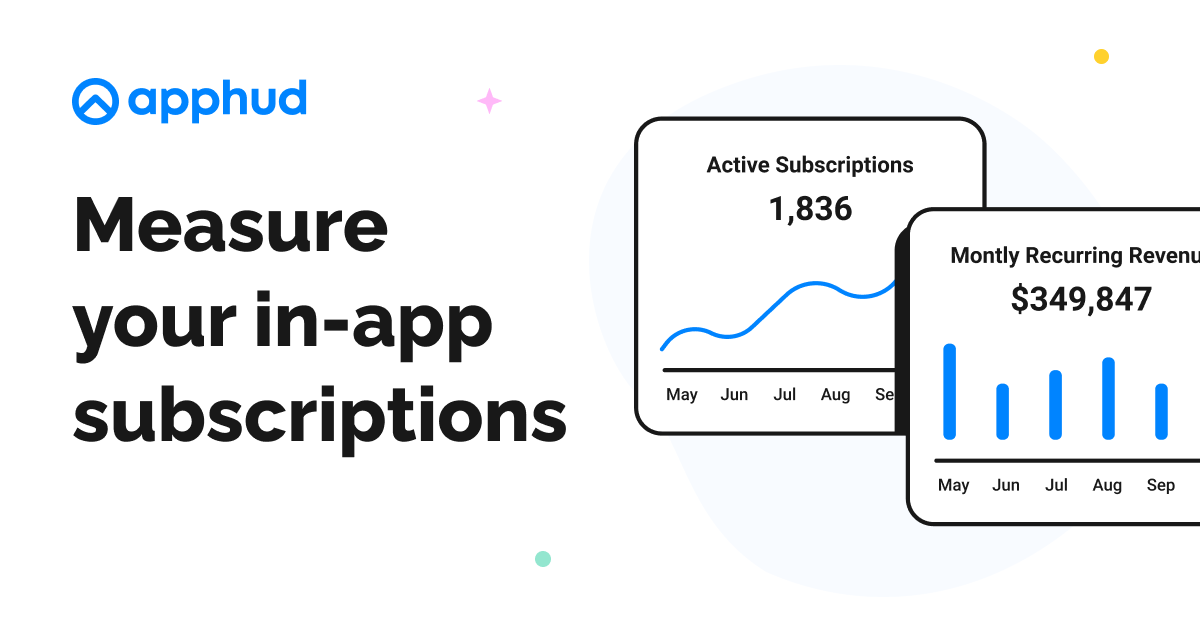 apphud
Measure
your in-app
subscriptions
Active Subscriptions
1,836
May Jun Jul Aug Se
Montly Recurring Revenu
$349,847
May Jun Jul Aug Sep